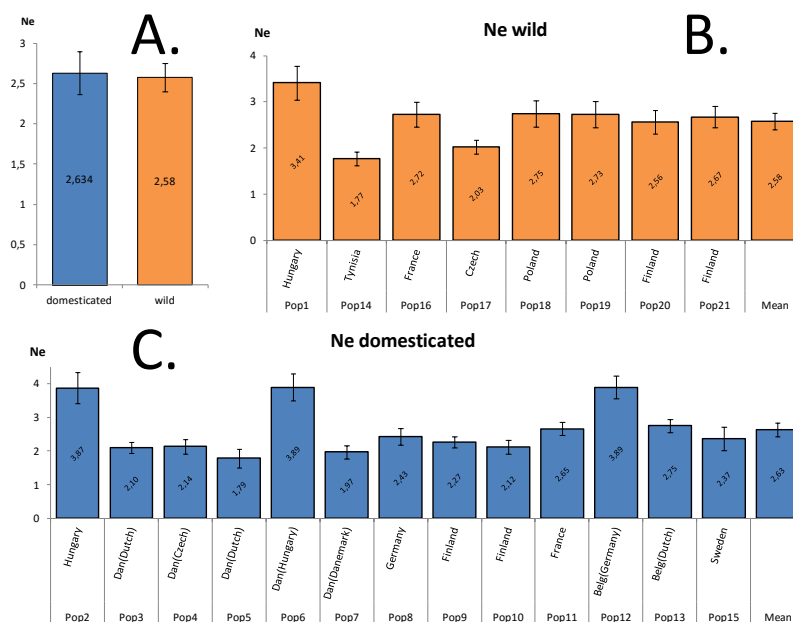 A.
Ne
3
2,5
2
1,5
1
0,5
0
2,634
2,58
domesticated
wild
B.
Ne wild
Ne
4
3
2
1
0
3,41
1,77
2,72
2,03
2,75
2,73
2,56
2,67
2,58
Hungary
Tynisia
France
Czech
Poland
Poland
Finland
Finland
Pop1 Pop14 Pop16 Pop17 Pop18 Pop19 Pop20 Pop21 Mean
C.
Ne domesticated
Ne
4
3
2
1
0
3,87
2,10
2,14
1,79
3,89
1,97
2,43
2,27
2,12
2,65
3,89
2,75
2,37
2,63
Hungary
Dan(Dutch)
Dan(Czech)
Dan(Dutch)
Dan(Hungary)
Dan(Danemark)
Germany
Finland
Finland
France
Belg(Germany)
Belg(Dutch)
Sweden
Pop2 Pop3 Pop4 Pop5 Pop6 Pop7 Pop8 Pop9 Pop10 Pop11 Pop12 Pop13 Pop15 Mean